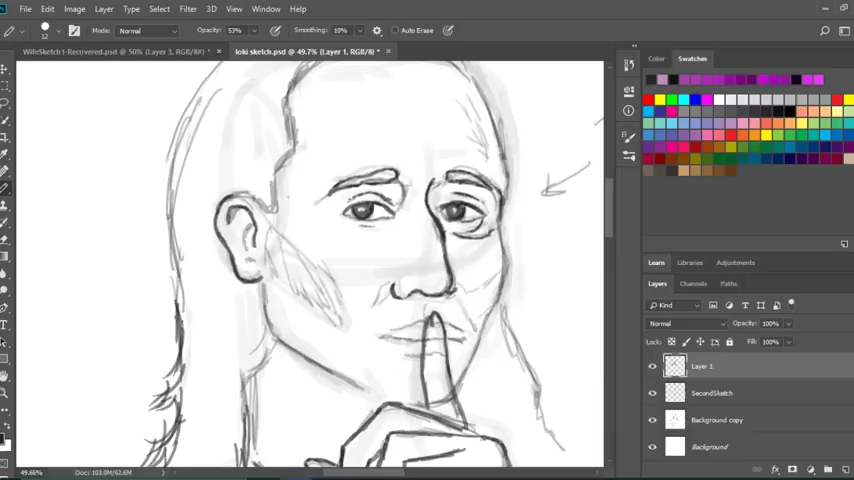 File Edit Image Layer Type Select Filter 3D View Window Help
12 Mode: Normal Opacity: 53% Smoothing: 10% Auto Erase
WifeSketch1-Recovered.psd @ 50% (Layer 3, RGB/8#) * × loki sketch.psd @ 49.7% (Layer 1, RGB/8#) * ×
Color Swatches
Learn Libraries Adjustments
Layers Channels Paths
Kind
Normal Opacity: 100%
Lock: Fill: 100%
Layer 1
SecondSketch
Background copy
Background
49.66% Doc: 103.0M/62.6M